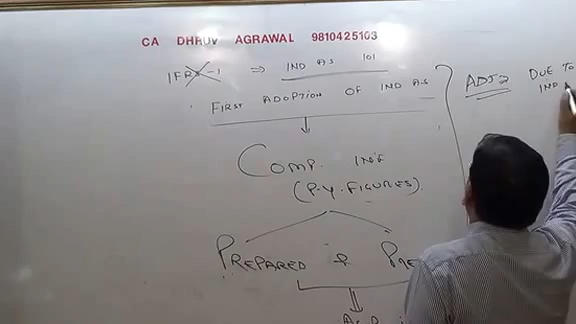 CA DHRUV AGRAWAL 9810425103
IFRS-1 ⇒ IND AS 101
FIRST ADOPTION OF IND AS
COMP. INF
(P.Y. FIGURES).
PREPARED & PRE
ADJ
DUE TO
IND A